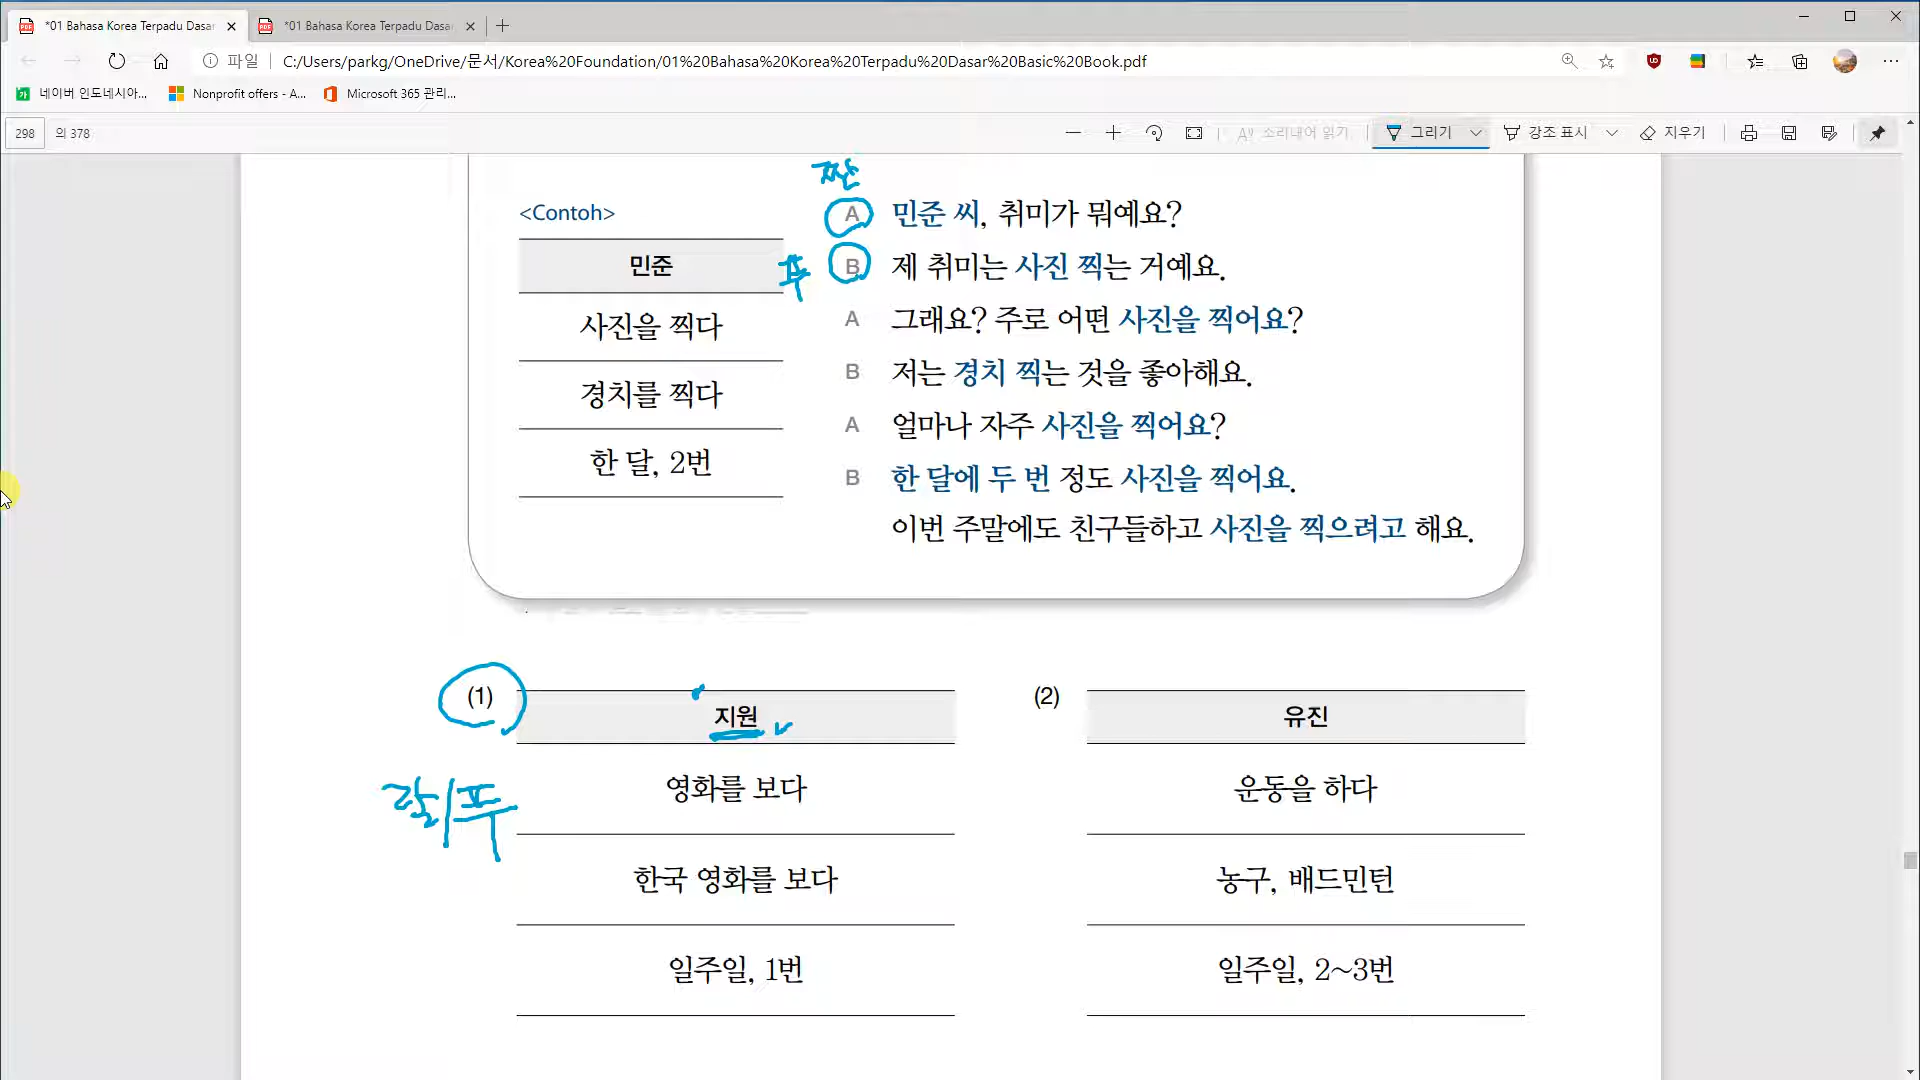 *01 Bahasa Korea Terpadu Dasar
*01 Bahasa Korea Terpadu Dasar
파일
C:/Users/parkg/OneDrive/문서/Korea%20Foundation/01%20Bahasa%20Korea%20Terpadu%20Dasar%20Basic%20Book.pdf
네이버 인도네시아...
Nonprofit offers - A...
Microsoft 365 관리...
298 의 378
소리내어 읽기
그리기
강조 표시
지우기
<Contoh>
민준
사진을 찍다
경치를 찍다
한 달, 2번
짠
푸
A 민준 씨, 취미가 뭐예요?
B 제 취미는 사진 찍는 거예요.
A 그래요? 주로 어떤 사진을 찍어요?
B 저는 경치 찍는 것을 좋아해요.
A 얼마나 자주 사진을 찍어요?
B 한 달에 두 번 정도 사진을 찍어요.
이번 주말에도 친구들하고 사진을 찍으려고 해요.
(1)
지원
영화를 보다
한국 영화를 보다
일주일, 1번
(2)
유진
운동을 하다
농구, 배드민턴
일주일, 2~3번